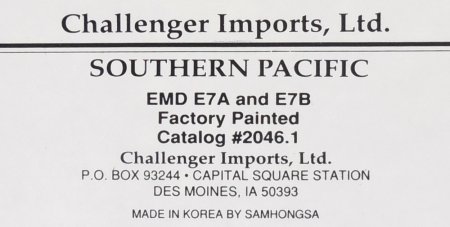 Challenger Imports, Ltd.
SOUTHERN PACIFIC
EMD E7A and E7B
Factory Painted
Catalog #2046.1
Challenger Imports, Ltd.
P.O. BOX 93244 • CAPITAL SQUARE STATION
DES MOINES, IA 50393
MADE IN KOREA BY SAMHONGSA